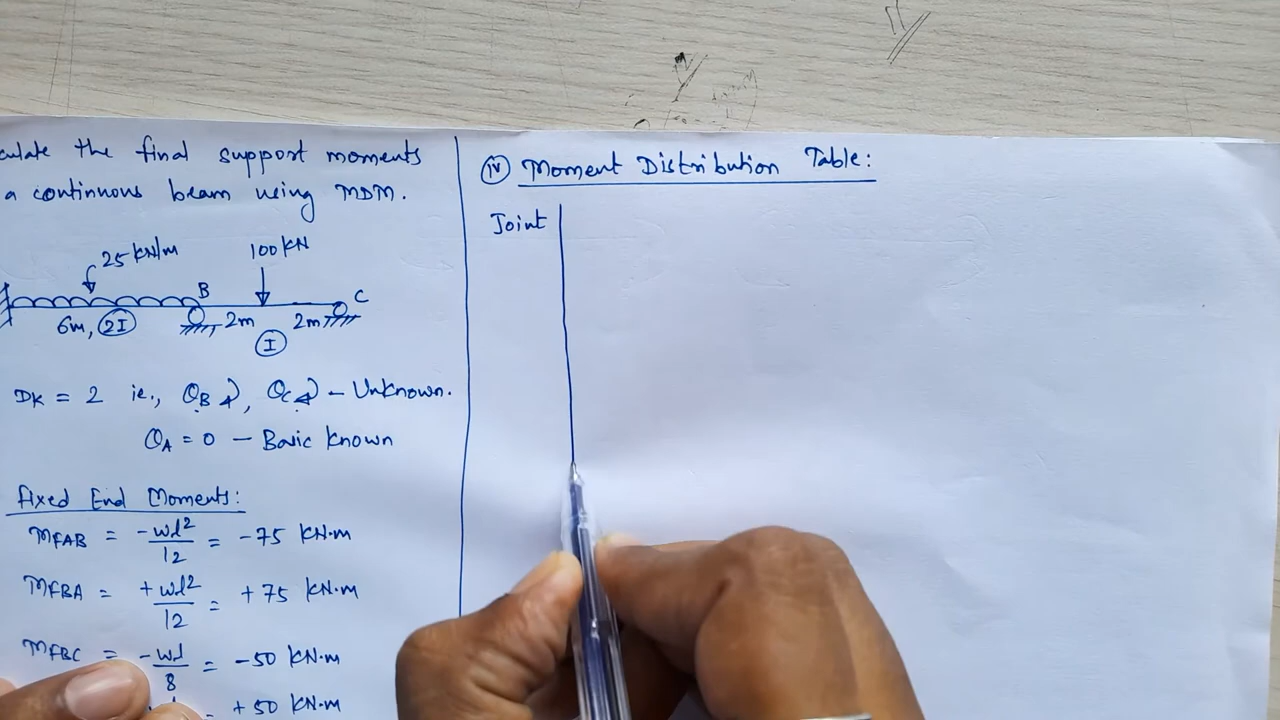 the final support moments
a continuous beam using MDM.
25 kN/m
100 kN
B
C
6m, 2I
2m
2m
I
DK = 2 ie., θB, θC - Unknown.
θA = 0 - Basic known
Fixed End Moments:
MFAB = -wl²/12 = -75 KN.m
MFBA = +wl²/12 = +75 KN.m
MFBC = -wl/8 = -50 KN.m
= +50 KN.m
iv Moment Distribution Table:
Joint